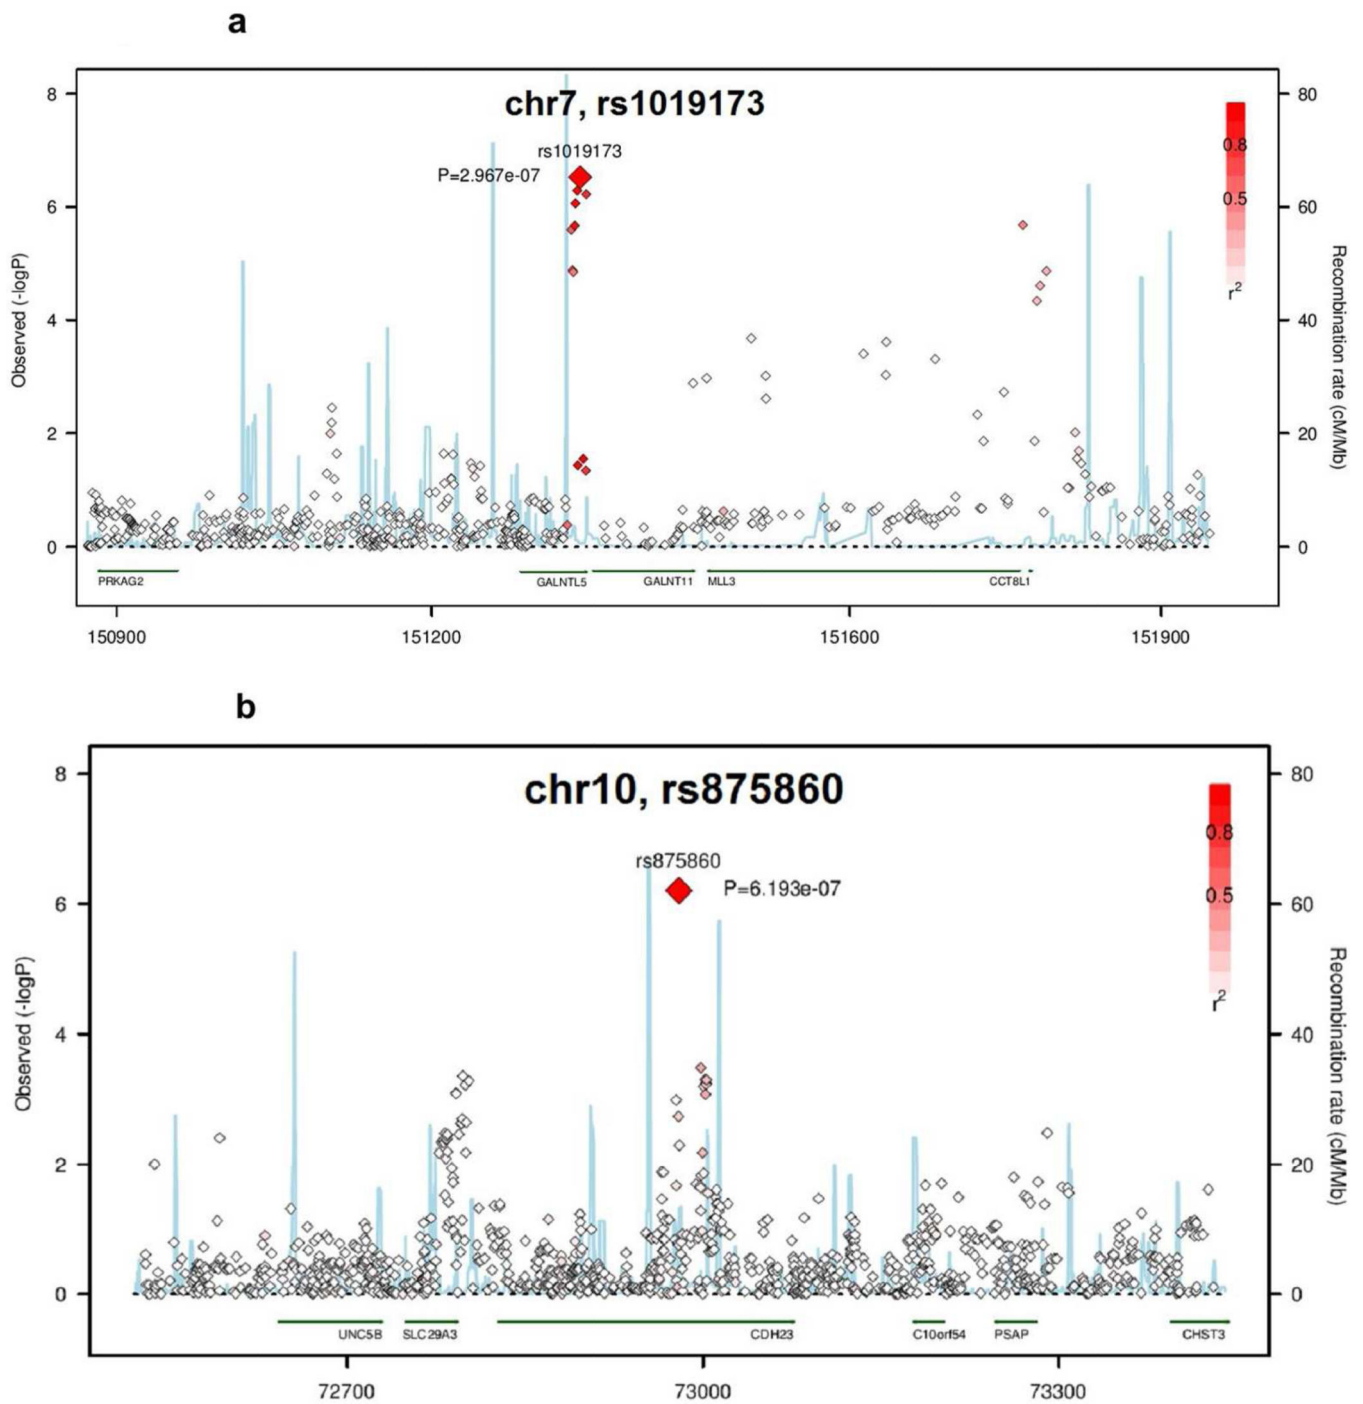 a
chr7, rs1019173
rs1019173
P=2.967e-07
8
6
4
2
0
Observed (-logP)
80
60
40
20
0
Recombination rate (cM/Mb)
0.8
0.5
r2
PRKAG2
GALNTL5
GALNT11
MLL3
CCT8L1
150900
151200
151600
151900
b
chr10, rs875860
rs875860
P=6.193e-07
8
6
4
2
0
Observed (-logP)
80
60
40
20
0
Recombination rate (cM/Mb)
0.8
0.5
r2
UNC5B
SLC29A3
CDH23
C10orf54
PSAP
CHST3
72700
73000
73300